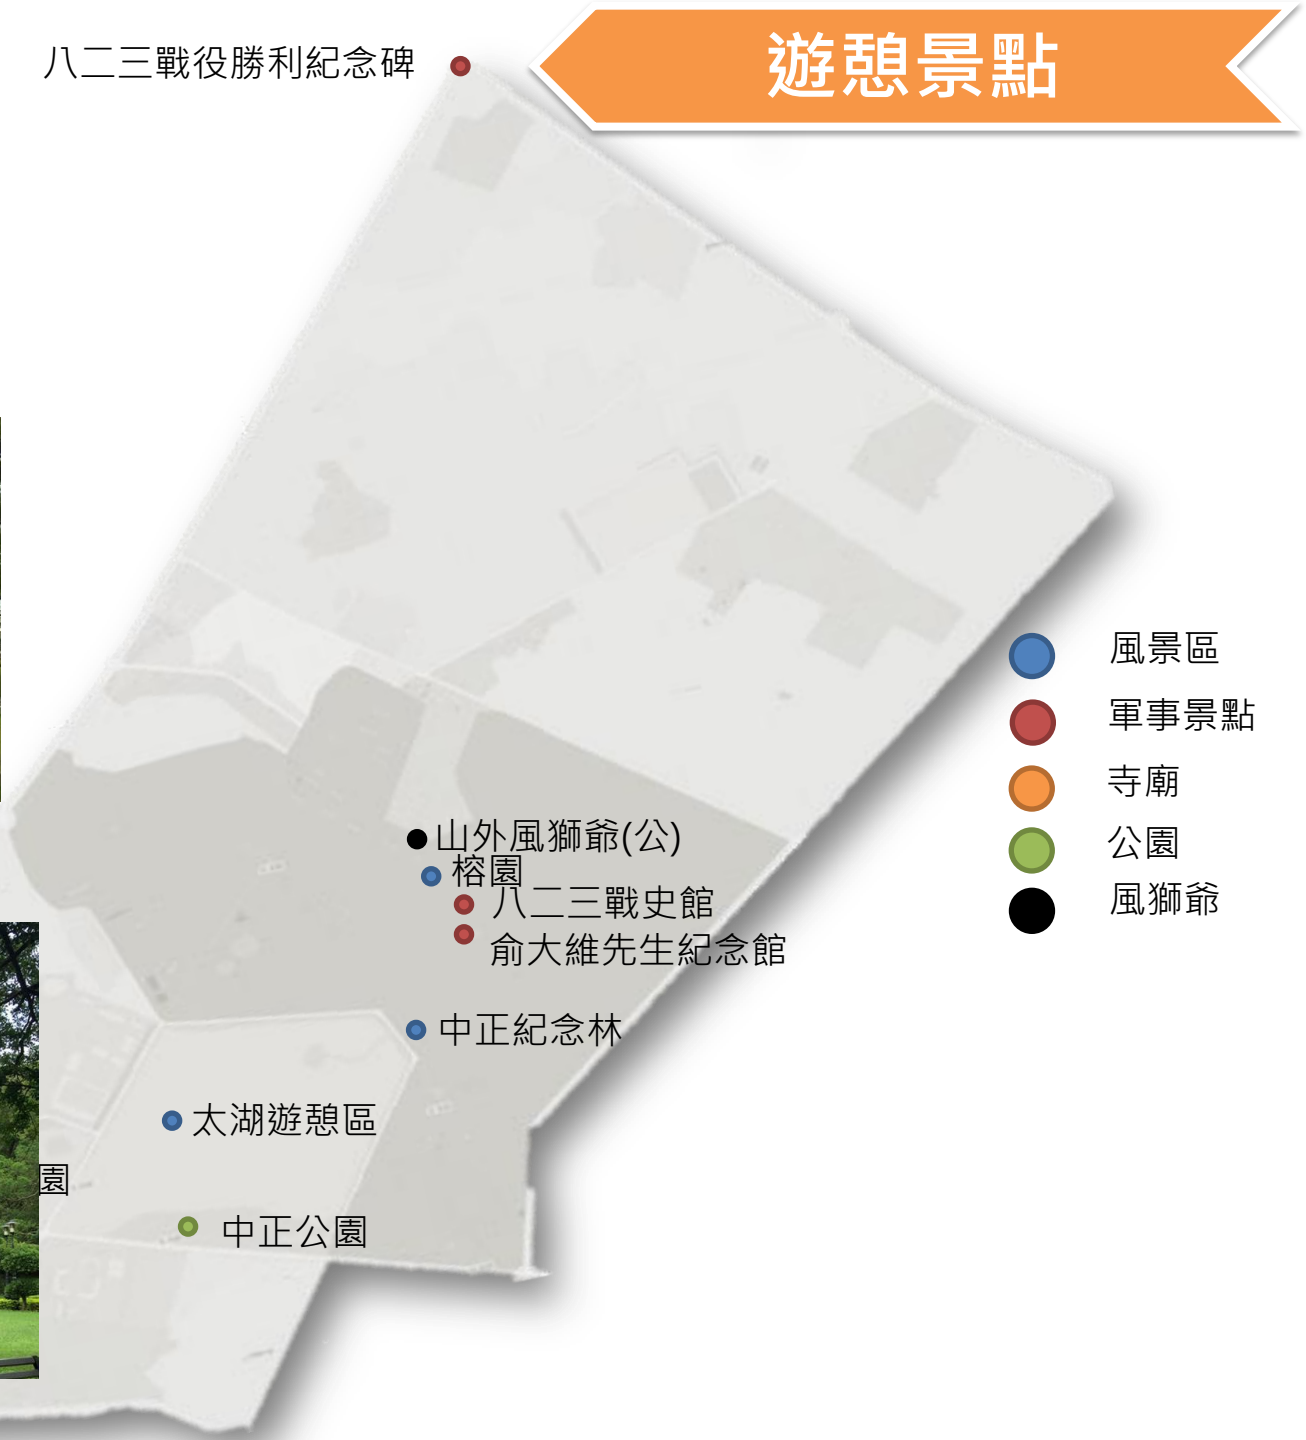 八二三戰役勝利紀念碑
遊憩景點
風景區
軍事景點
寺廟
公園
風獅爺
山外風獅爺(公)
榕園
八二三戰史館
俞大維先生紀念館
中正紀念林
太湖遊憩區
園
中正公園